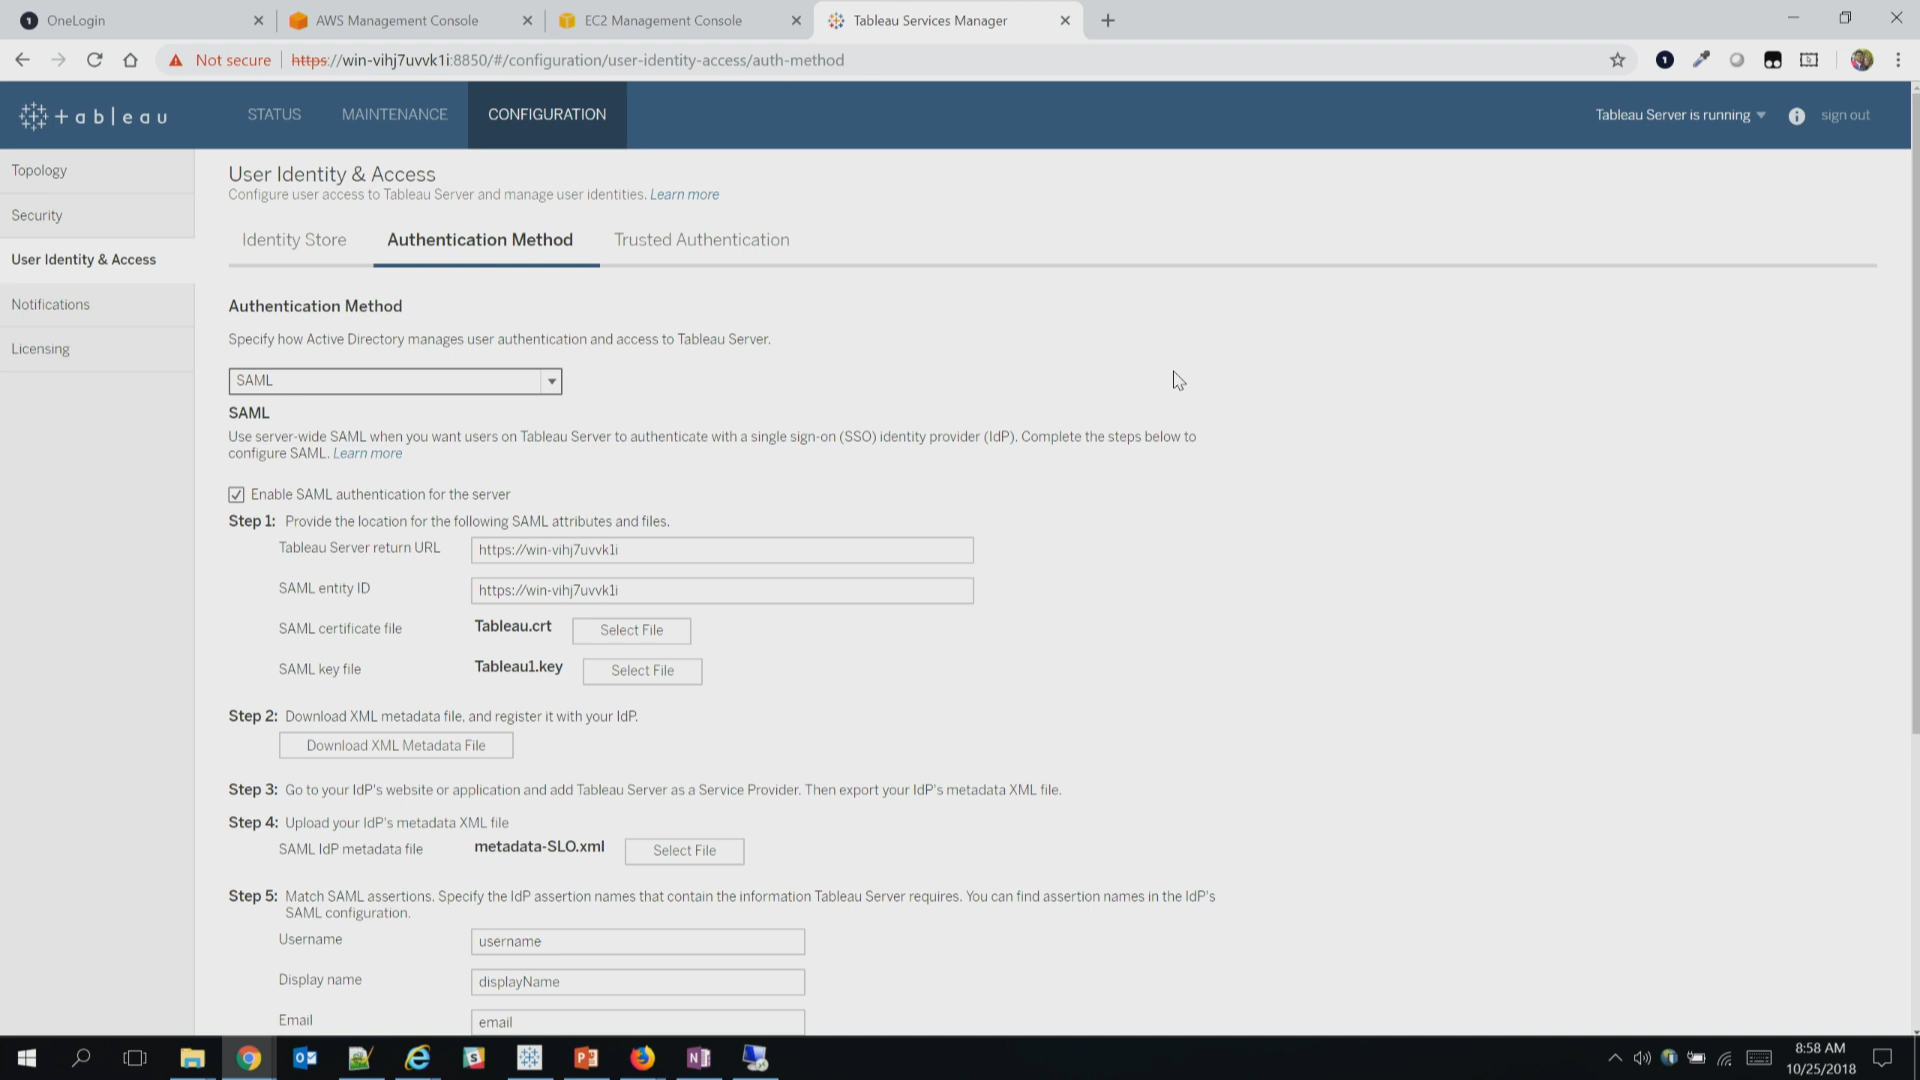 OneLogin
AWS Management Console
EC2 Management Console
Tableau Services Manager
Not secure
https://win-vihj7uvvk1i:8850/#/configuration/user-identity-access/auth-method
+ a b | e a u
STATUS
MAINTENANCE
CONFIGURATION
Tableau Server is running
sign out
Topology
Security
User Identity & Access
Notifications
Licensing
User Identity & Access
Configure user access to Tableau Server and manage user identities. Learn more
Identity Store
Authentication Method
Trusted Authentication
Authentication Method
Specify how Active Directory manages user authentication and access to Tableau Server.
SAML
SAML
Use server-wide SAML when you want users on Tableau Server to authenticate with a single sign-on (SSO) identity provider (IdP). Complete the steps below to
configure SAML. Learn more
Enable SAML authentication for the server
Step 1: Provide the location for the following SAML attributes and files.
Tableau Server return URL
https://win-vihj7uvvk1i
SAML entity ID
https://win-vihj7uvvk1i
SAML certificate file
Tableau.crt
Select File
SAML key file
Tableau1.key
Select File
Step 2: Download XML metadata file, and register it with your IdP.
Download XML Metadata File
Step 3: Go to your IdP's website or application and add Tableau Server as a Service Provider. Then export your IdP's metadata XML file.
Step 4: Upload your IdP's metadata XML file
SAML IdP metadata file
metadata-SLO.xml
Select File
Step 5: Match SAML assertions. Specify the IdP assertion names that contain the information Tableau Server requires. You can find assertion names in the IdP's
SAML configuration.
Username
username
Display name
displayName
Email
email
8:58 AM
10/25/2018